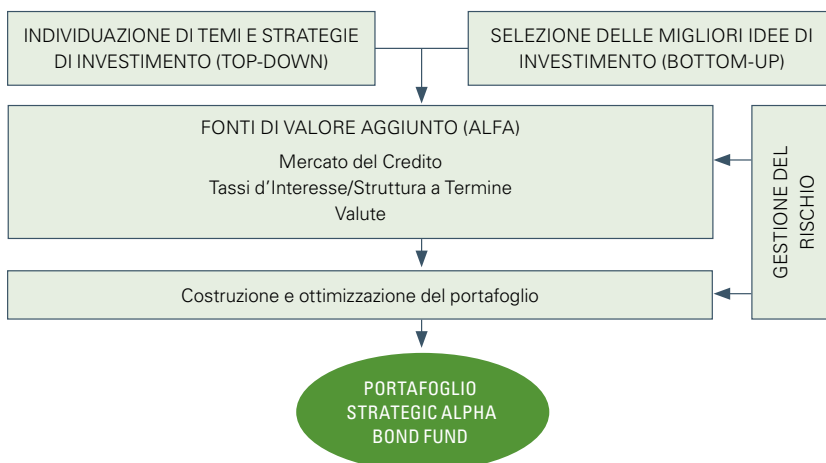 INDIVIDUAZIONE DI TEMI E STRATEGIE
DI INVESTIMENTO (TOP-DOWN)
SELEZIONE DELLE MIGLIORI IDEE DI
INVESTIMENTO (BOTTOM-UP)
FONTI DI VALORE AGGIUNTO (ALFA)
Mercato del Credito
Tassi d’Interesse/Struttura a Termine
Valute
GESTIONE DEL
RISCHIO
Costruzione e ottimizzazione del portafoglio
PORTAFOGLIO
STRATEGIC ALPHA
BOND FUND